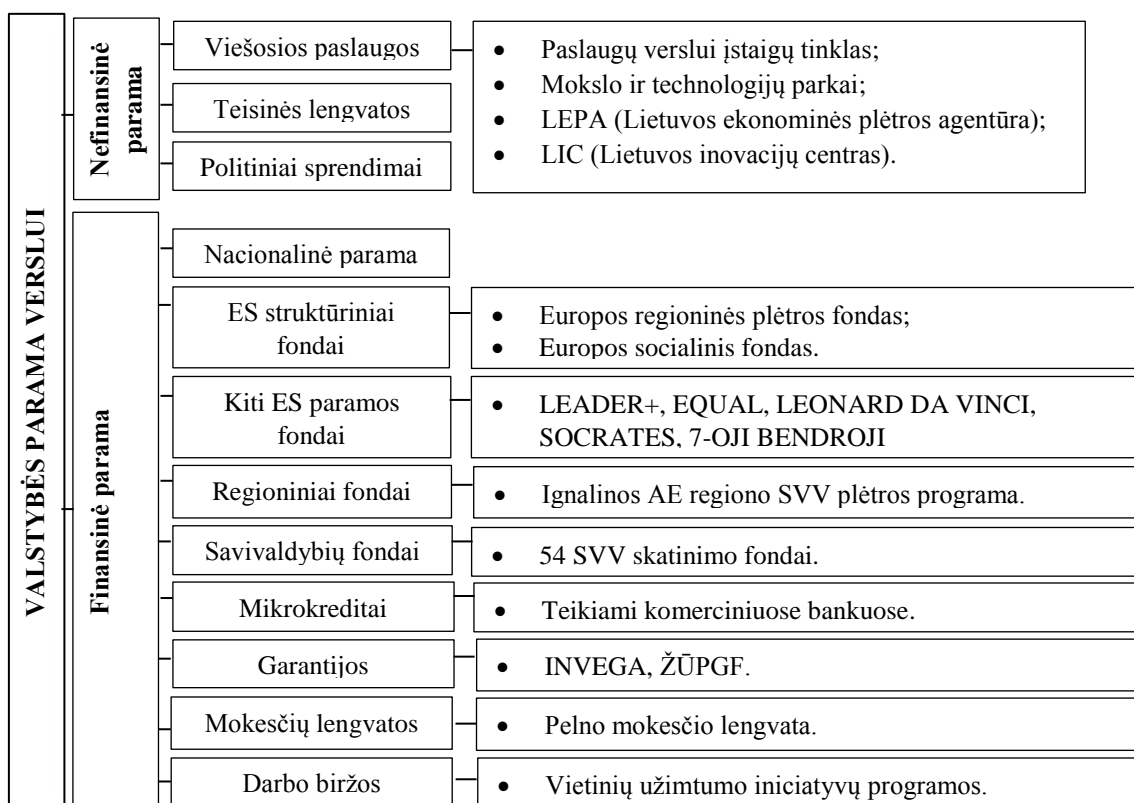 VALSTYBĖS PARAMA VERSLUI
Nefinansinė
parama
Viešosios paslaugos
Teisinės lengvatos
Politiniai sprendimai
• Paslaugų verslui įstaigų tinklas;
• Mokslo ir technologijų parkai;
• LEPA (Lietuvos ekonominės plėtros agentūra);
• LIC (Lietuvos inovacijų centras).
Finansinė parama
Nacionalinė parama
ES struktūriniai
fondai
• Europos regioninės plėtros fondas;
• Europos socialinis fondas.
Kiti ES paramos
fondai
• LEADER+, EQUAL, LEONARD DA VINCI,
SOCRATES, 7-OJI BENDROJI
Regioniniai fondai
• Ignalinos AE regiono SVV plėtros programa.
Savivaldybių fondai
• 54 SVV skatinimo fondai.
Mikrokreditai
• Teikiami komerciniuose bankuose.
Garantijos
• INVEGA, ŽŪPGF.
Mokesčių lengvatos
• Pelno mokesčio lengvata.
Darbo biržos
• Vietinių užimtumo iniciatyvų programos.